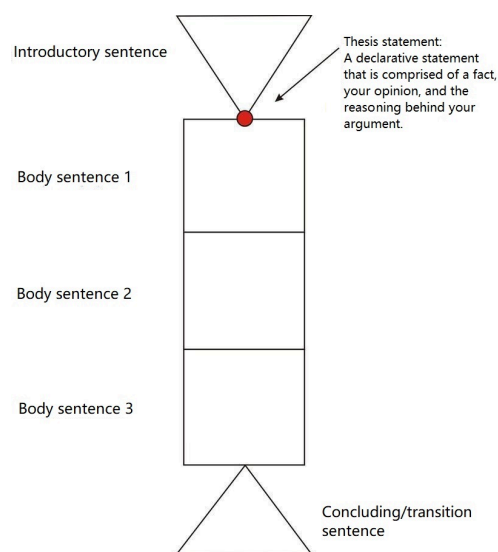 Introductory sentence
Thesis statement:
A declarative statement
that is comprised of a fact,
your opinion, and the
reasoning behind your
argument.
Body sentence 1
Body sentence 2
Body sentence 3
Concluding/transition
sentence